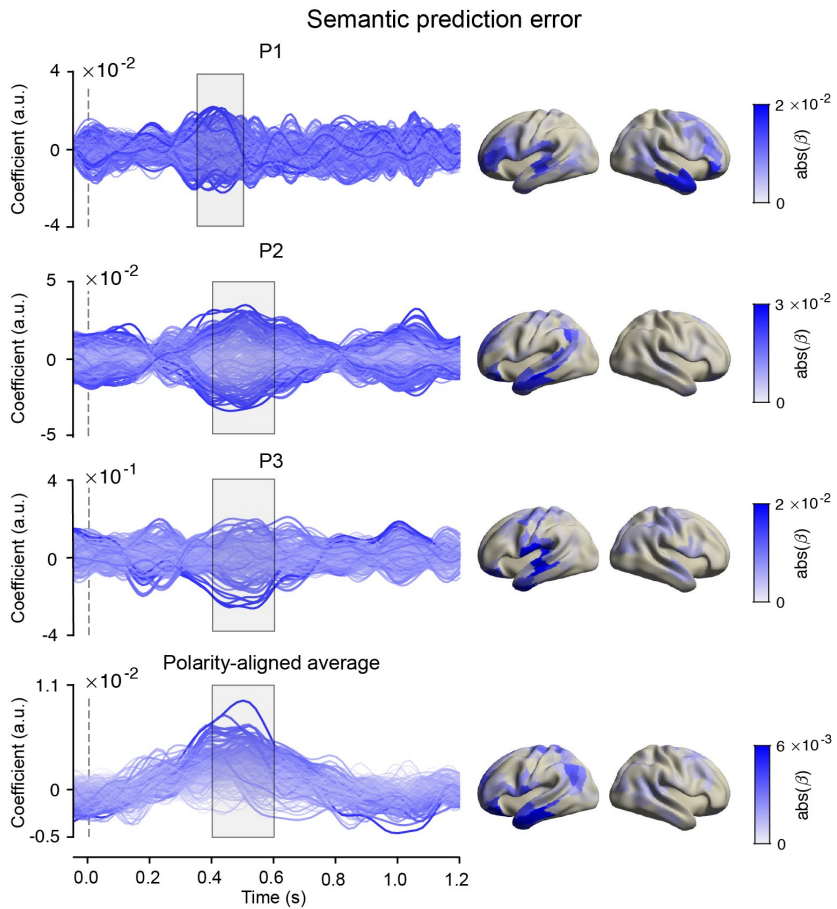 Semantic prediction error
P1
×10-2
4
0
-4
Coefficient (a.u.)
2 ×10-2
0
abs(β)
P2
×10-2
5
0
-5
Coefficient (a.u.)
3 ×10-2
0
abs(β)
P3
×10-1
4
0
-4
Coefficient (a.u.)
2 ×10-2
0
abs(β)
Polarity-aligned average
×10-2
1.1
0
-0.5
Coefficient (a.u.)
6 ×10-3
0
abs(β)
0.0 0.2 0.4 0.6 0.8 1.0 1.2
Time (s)